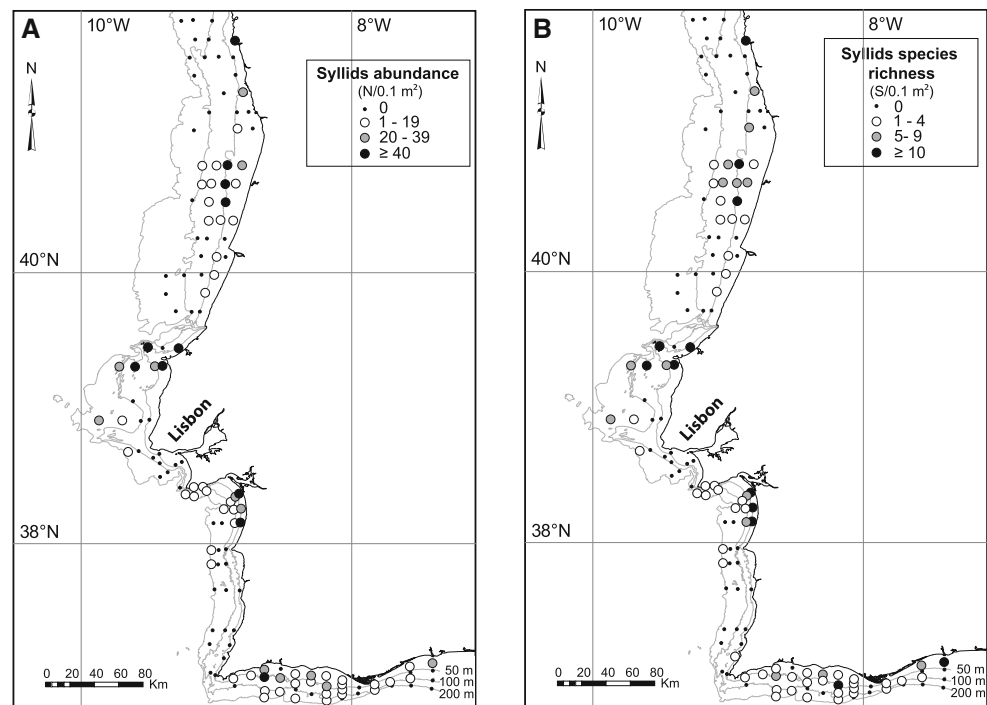 A
10°W
8°W
N
Syllids abundance
(N/0.1 m²)
0
1 - 19
20 - 39
≥ 40
40°N
Lisbon
38°N
0 20 40 60 80
Km
50 m
100 m
200 m
B
10°W
8°W
N
Syllids species
richness
(S/0.1 m²)
0
1 - 4
5- 9
≥ 10
40°N
Lisbon
38°N
0 20 40 60 80
Km
50 m
100 m
200 m